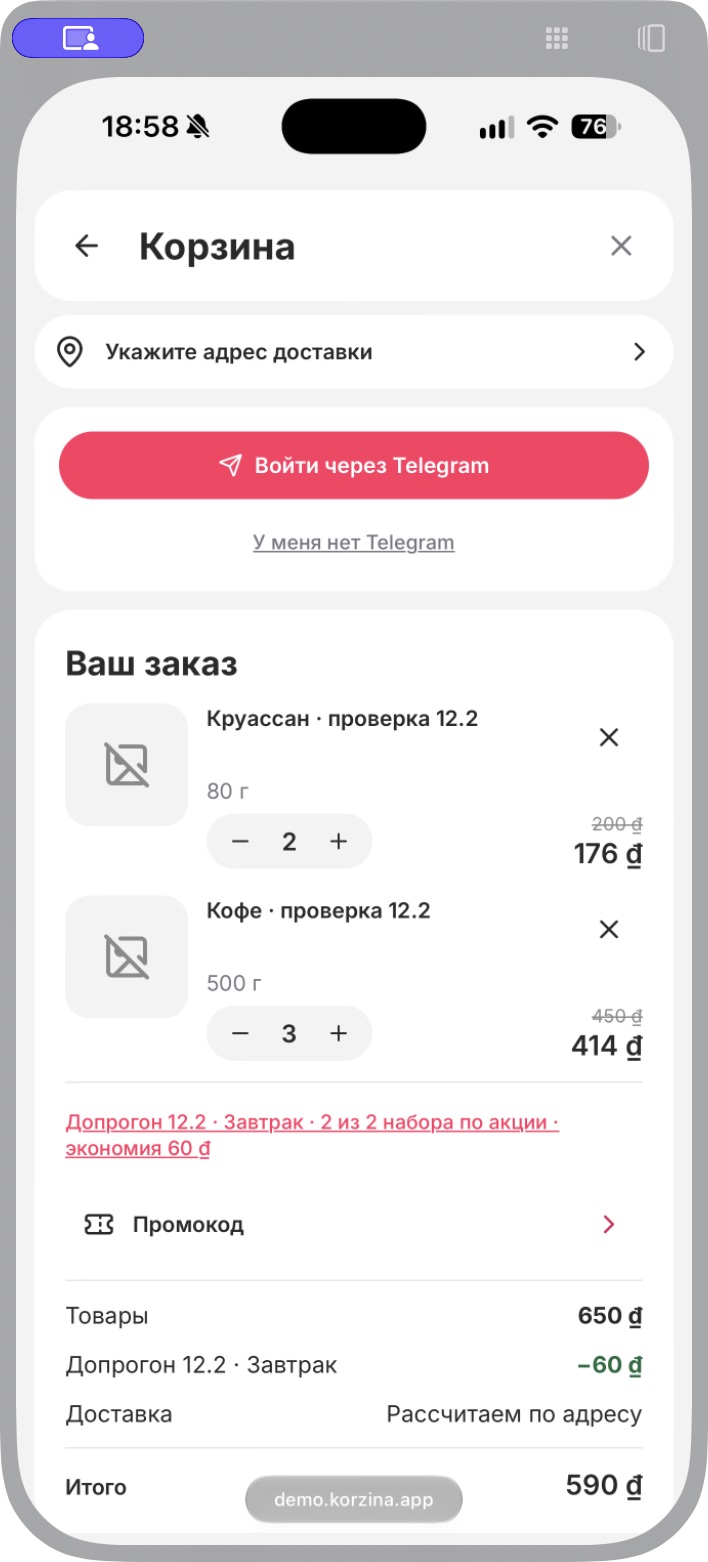 18:58
76
Корзина
Укажите адрес доставки
Войти через Telegram
У меня нет Telegram
Ваш заказ
Круассан · проверка 12.2
80 г
200 ₫
2
176 ₫
Кофе · проверка 12.2
500 г
450 ₫
3
414 ₫
Допрогон 12.2 · Завтрак · 2 из 2 набора по акции ·
экономия 60 ₫
Промокод
Товары 650 ₫
Допрогон 12.2 · Завтрак −60 ₫
Доставка Рассчитаем по адресу
Итого 590 ₫
demo.korzina.app